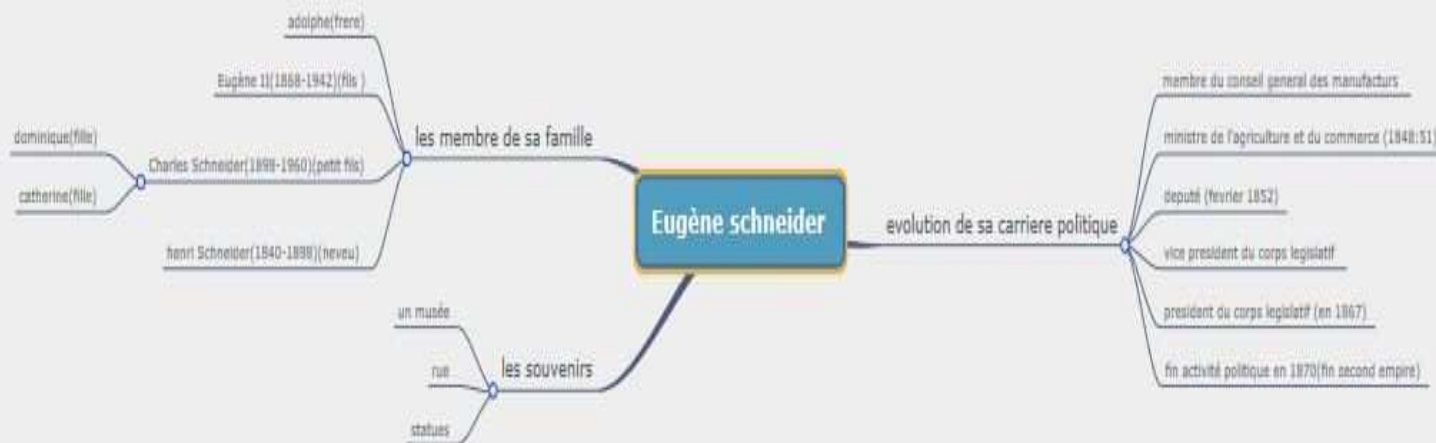 adolphe(frere)
Eugène II(1868-1942)(fils )
dominique(fille)
catherine(fille)
Charles Schneider(1898-1960)(petit fils)
henri Schneider(1840-1898)(neveu)
les membre de sa famille
un musée
rue
statues
les souvenirs
Eugène schneider
evolution de sa carriere politique
membre du conseil general des manufacturs
ministre de l'agriculture et du commerce (1848:51)
deputé (fevrier 1852)
vice president du corps legislatif
president du corps legislatif (en 1867)
fin activité politique en 1870(fin second empire)